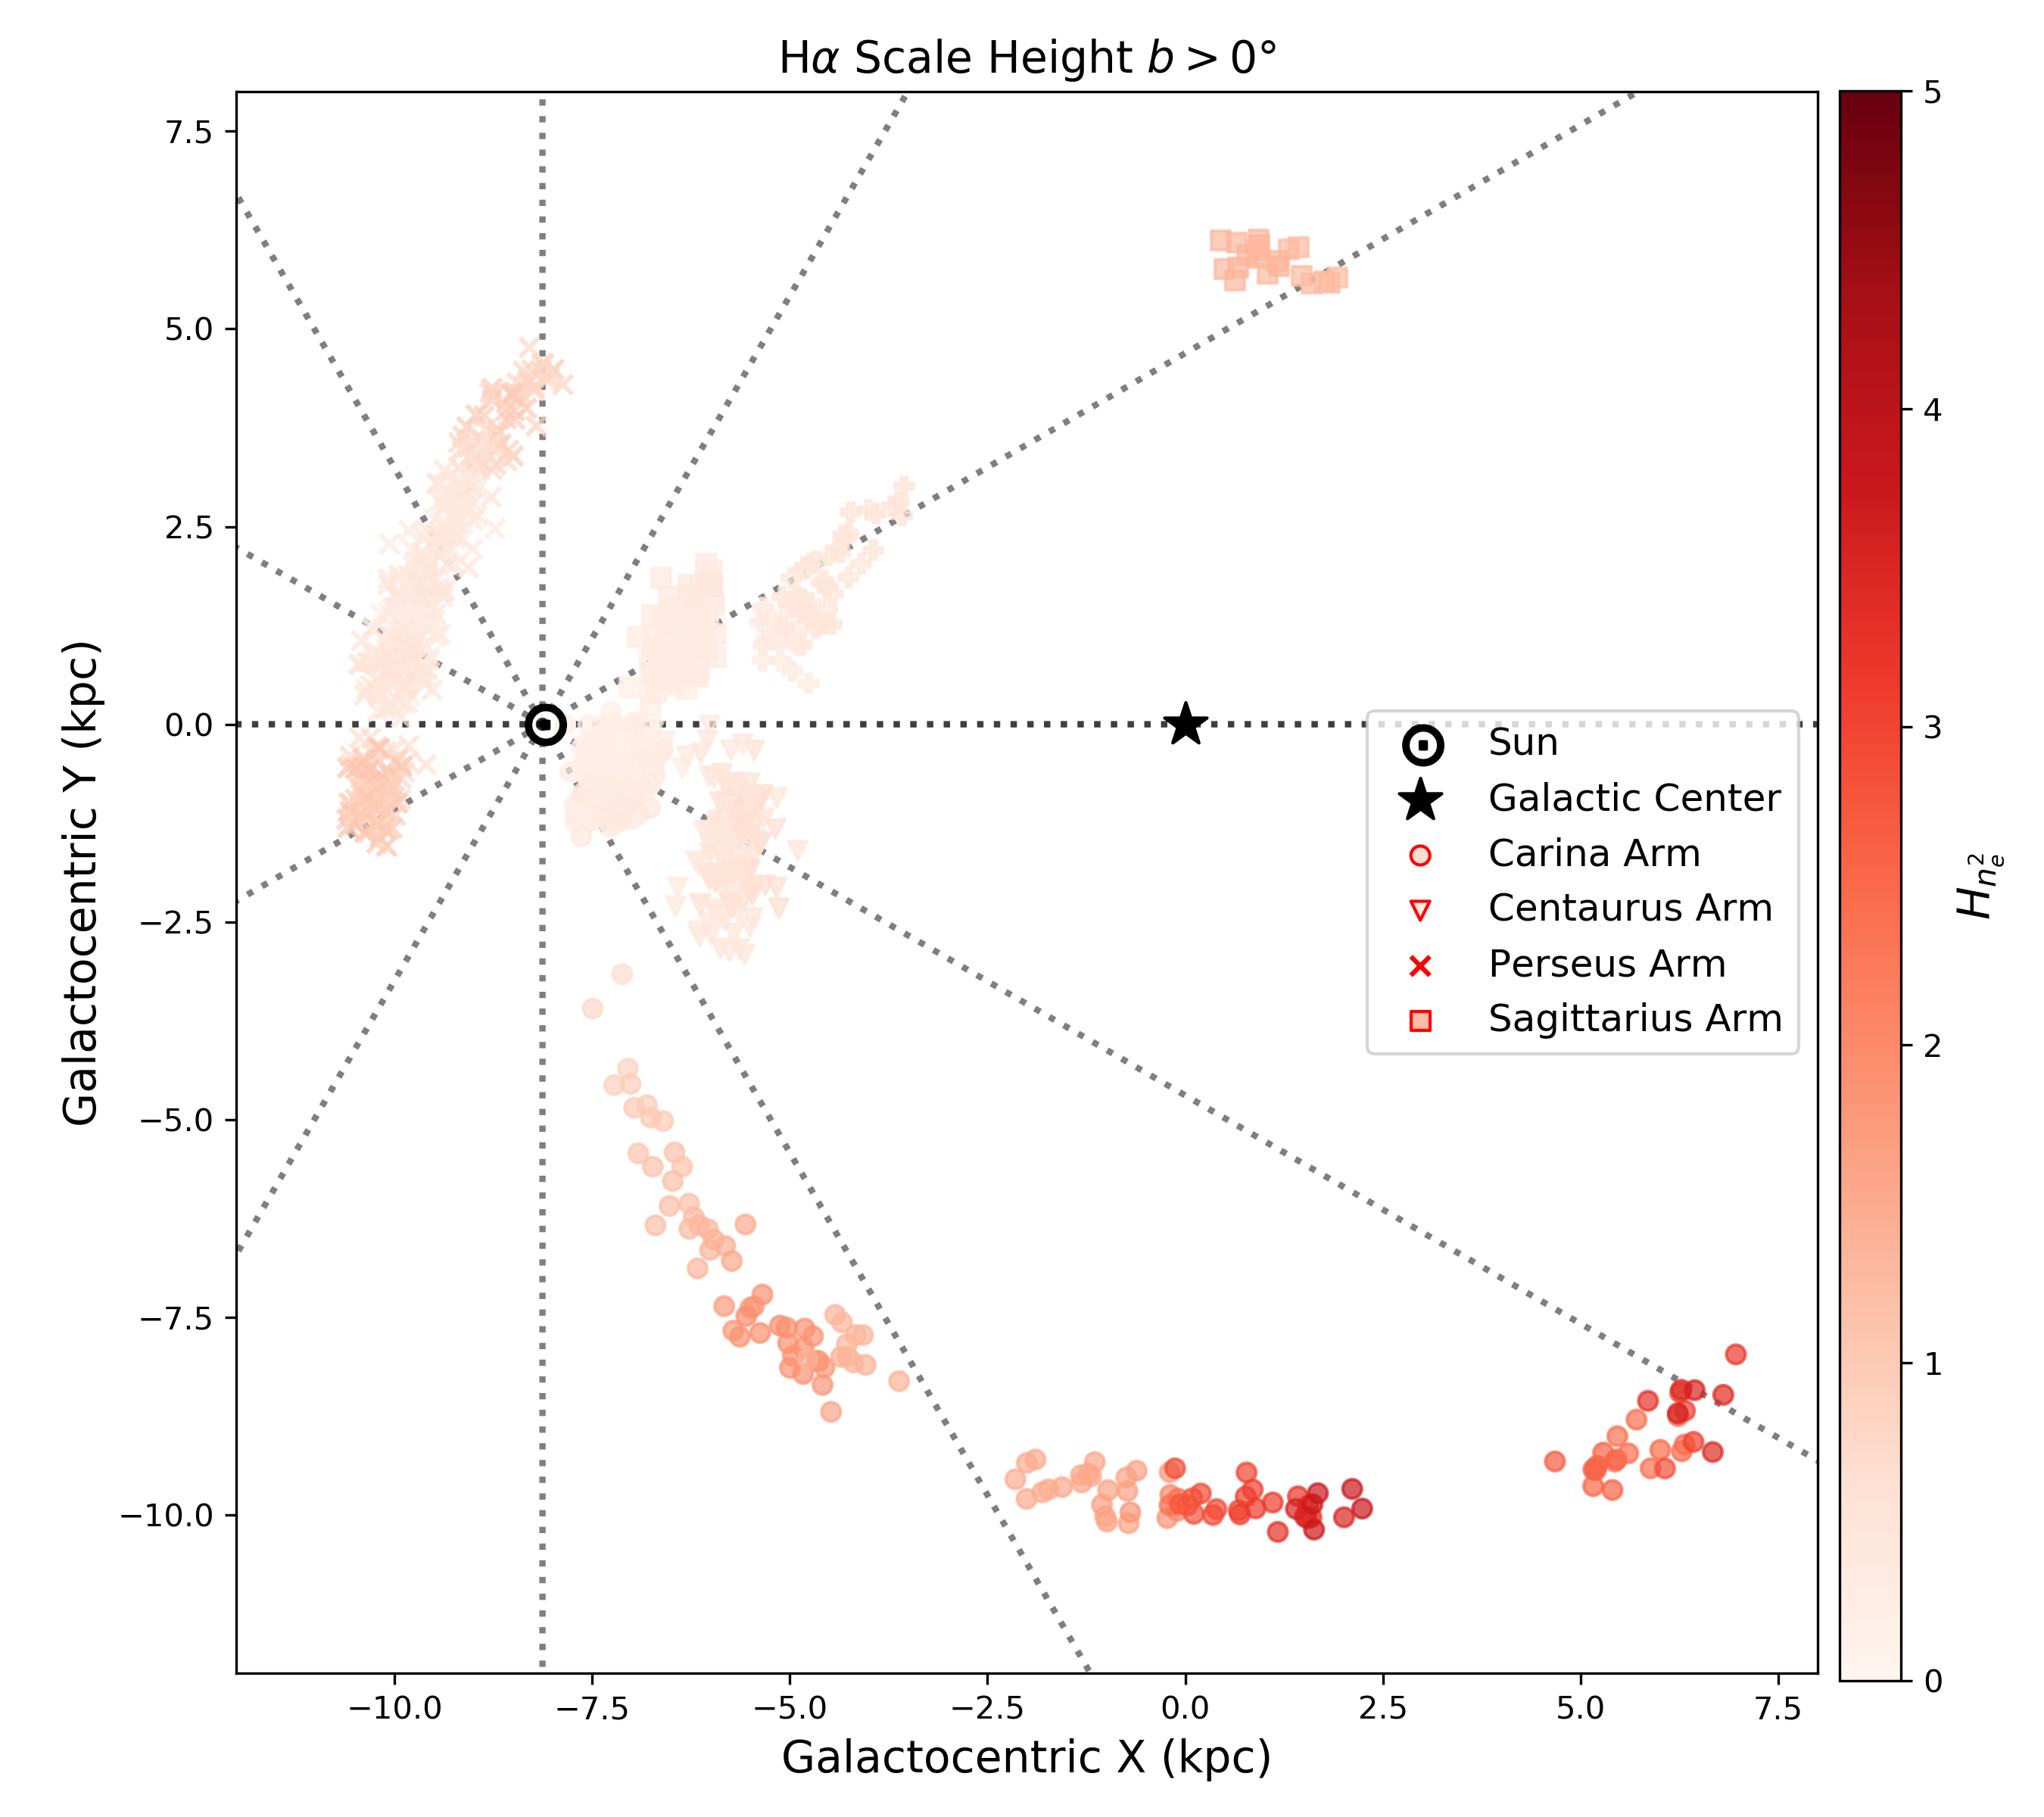 Hα Scale Height b > 0°
7.5
5.0
2.5
0.0
−2.5
−5.0
−7.5
−10.0
Galactocentric Y (kpc)
−10.0 −7.5 −5.0 −2.5 0.0 2.5 5.0 7.5
Galactocentric X (kpc)
Sun
Galactic Center
Carina Arm
Centaurus Arm
Perseus Arm
Sagittarius Arm
5
4
3
2
1
0
H_{n_e^2}